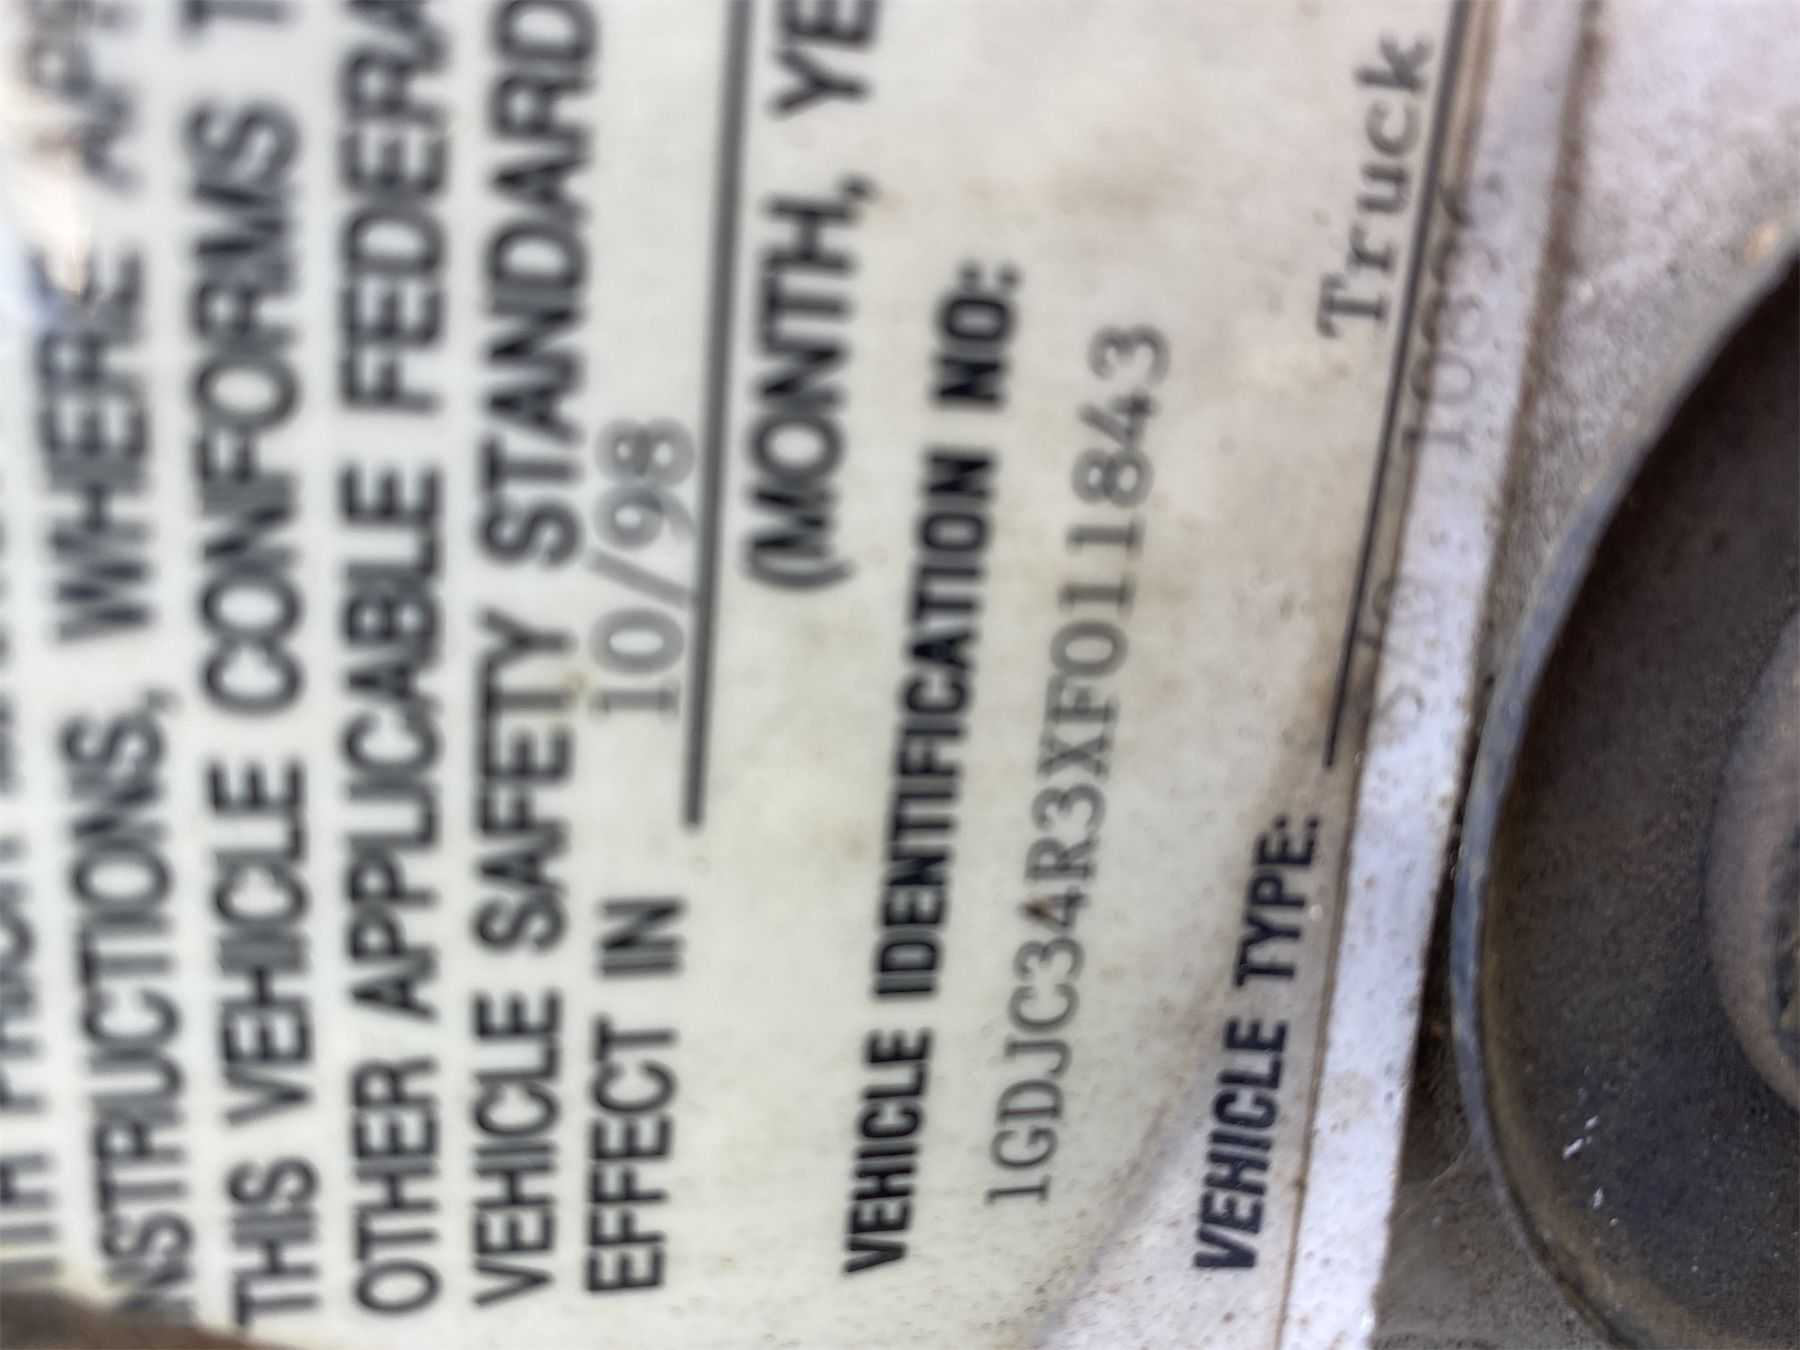 INSTRUCTIONS, WHERE
THIS VEHICLE CONFORMS
OTHER APPLICABLE FEDERA
VEHICLE SAFETY STANDARD
EFFECT IN 10/98
(MONTH, YE
VEHICLE IDENTIFICATION NO:
1GDJC34R3XF011843
VEHICLE TYPE: Truck